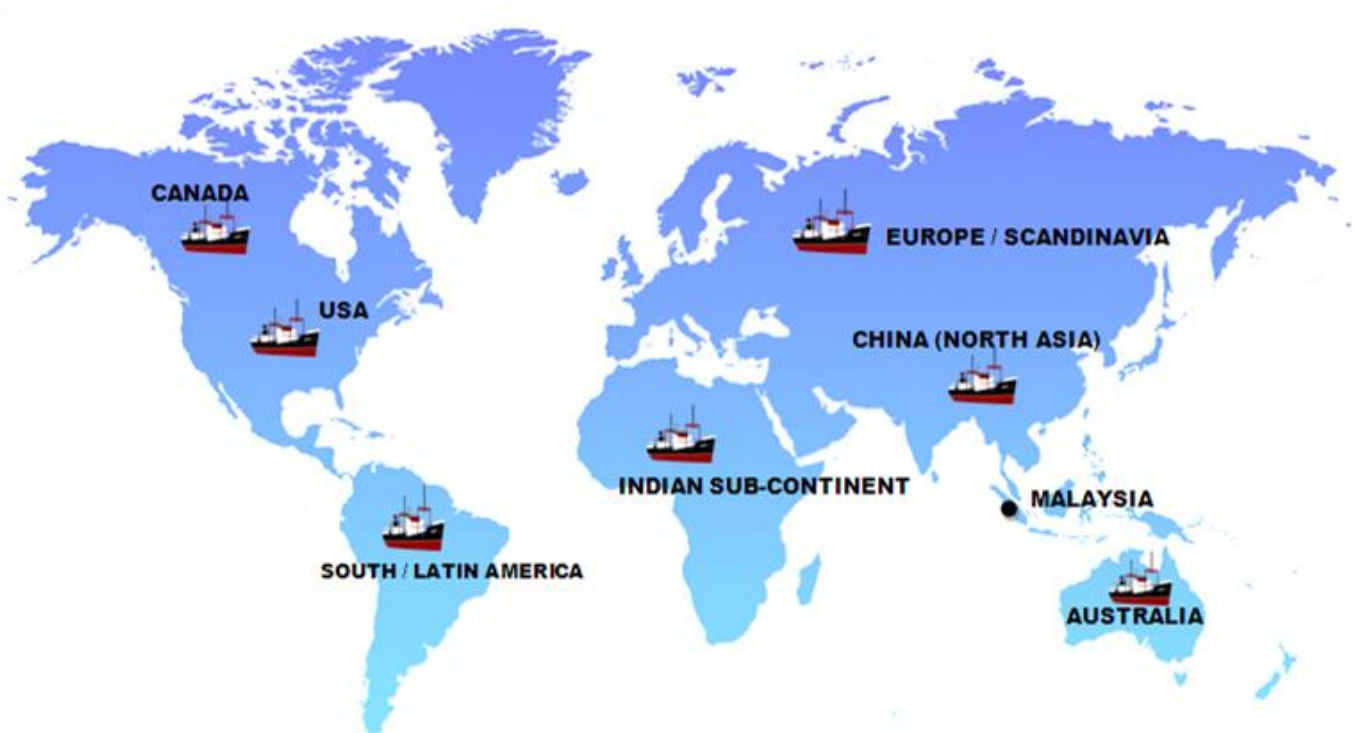 CANADA
EUROPE / SCANDINAVIA
USA
CHINA (NORTH ASIA)
INDIAN SUB-CONTINENT
MALAYSIA
SOUTH / LATIN AMERICA
AUSTRALIA